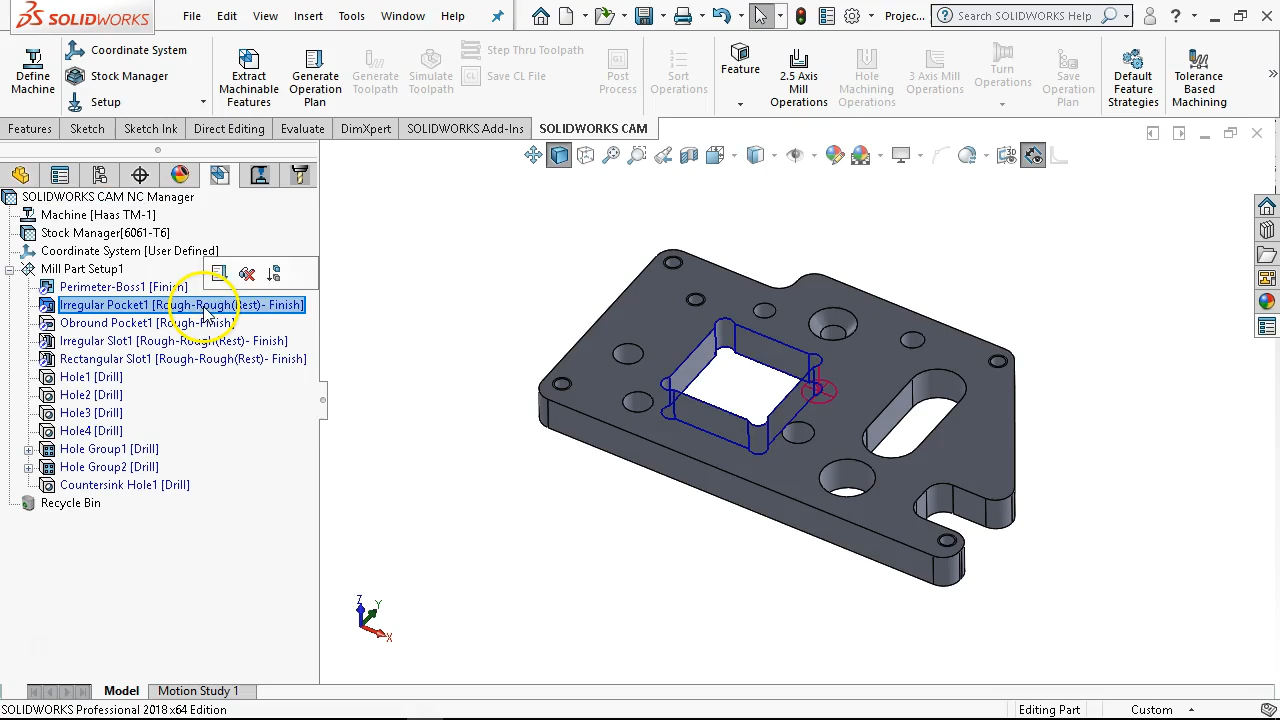 SOLIDWORKS
File Edit View Insert Tools Window Help
Projec...
Search SOLIDWORKS Help
Define Machine
Coordinate System
Stock Manager
Setup
Extract Machinable Features
Generate Operation Plan
Generate Toolpath
Simulate Toolpath
Step Thru Toolpath
CL Save CL File
G1 Post Process
Sort Operations
Feature
2.5 Axis Mill Operations
Hole Machining Operations
3 Axis Mill Operations
Turn Operations
Save Operation Plan
Default Feature Strategies
Tolerance Based Machining
Features Sketch Sketch Ink Direct Editing Evaluate DimXpert SOLIDWORKS Add-Ins SOLIDWORKS CAM
SOLIDWORKS CAM NC Manager
Machine [Haas TM-1]
Stock Manager[6061-T6]
Coordinate System [User Defined]
Mill Part Setup1
Perimeter-Boss1 [Finish]
Irregular Pocket1 [Rough-Rough(Rest)- Finish]
Obround Pocket1 [Rough-Finish]
Irregular Slot1 [Rough-Rough(Rest)- Finish]
Rectangular Slot1 [Rough-Rough(Rest)- Finish]
Hole1 [Drill]
Hole2 [Drill]
Hole3 [Drill]
Hole4 [Drill]
Hole Group1 [Drill]
Hole Group2 [Drill]
Countersink Hole1 [Drill]
Recycle Bin
Z
Y
X
Model Motion Study 1
SOLIDWORKS Professional 2018 x64 Edition
Editing Part
Custom